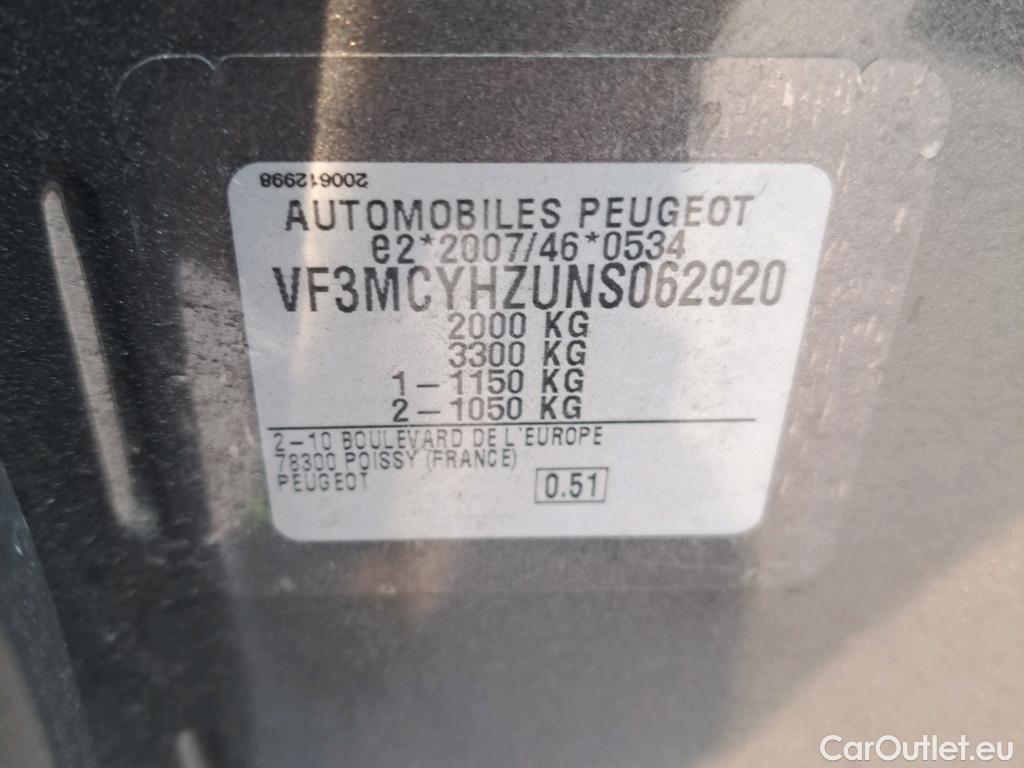 200612998
AUTOMOBILES PEUGEOT
e2*2007/46*0534
VF3MCYHZUNS062920
2000 KG
3300 KG
1-1150 KG
2-1050 KG
2-10 BOULEVARD DE L'EUROPE
78300 POISSY (FRANCE)
PEUGEOT
0.51
CarOutlet.eu